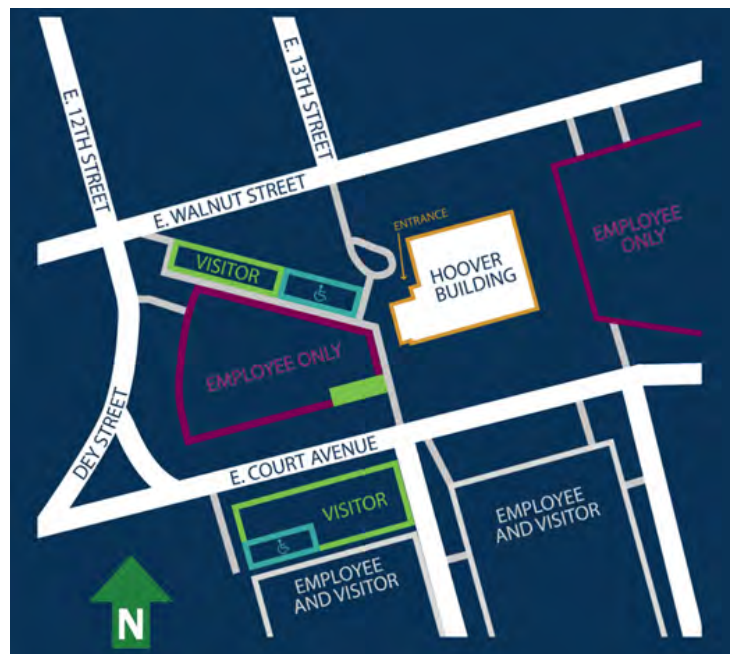 E. 12TH STREET
E. 13TH STREET
E. WALNUT STREET
ENTRANCE
EMPLOYEE
ONLY
HOOVER
BUILDING
VISITOR
EMPLOYEE ONLY
DEY STREET
E. COURT AVENUE
VISITOR
EMPLOYEE
AND VISITOR
EMPLOYEE
AND VISITOR
N